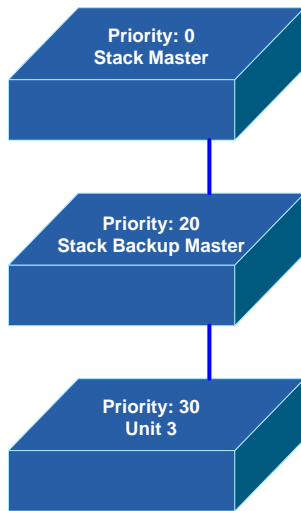 Priority: 0
Stack Master
Priority: 20
Stack Backup Master
Priority: 30
Unit 3